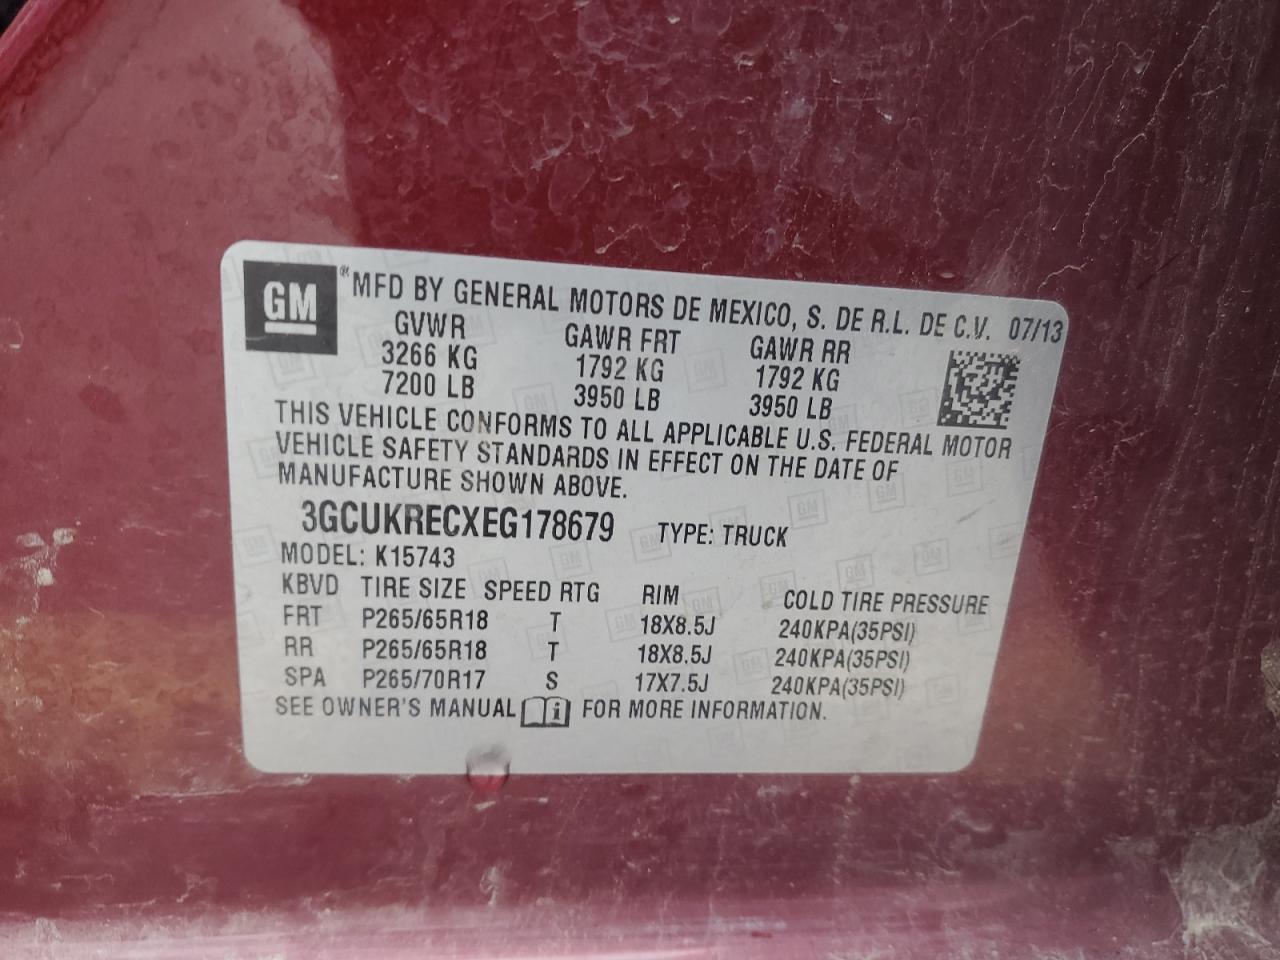 GM ® MFD BY GENERAL MOTORS DE MEXICO, S. DE R.L. DE C.V. 07/13
GVWR GAWR FRT GAWR RR
3266 KG 1792 KG 1792 KG
7200 LB 3950 LB 3950 LB
THIS VEHICLE CONFORMS TO ALL APPLICABLE U.S. FEDERAL MOTOR
VEHICLE SAFETY STANDARDS IN EFFECT ON THE DATE OF
MANUFACTURE SHOWN ABOVE.
3GCUKRECXEG178679 TYPE: TRUCK
MODEL: K15743
KBVD TIRE SIZE SPEED RTG RIM COLD TIRE PRESSURE
FRT P265/65R18 T 18X8.5J 240KPA(35PSI)
RR P265/65R18 T 18X8.5J 240KPA(35PSI)
SPA P265/70R17 S 17X7.5J 240KPA(35PSI)
SEE OWNER'S MANUAL i FOR MORE INFORMATION.